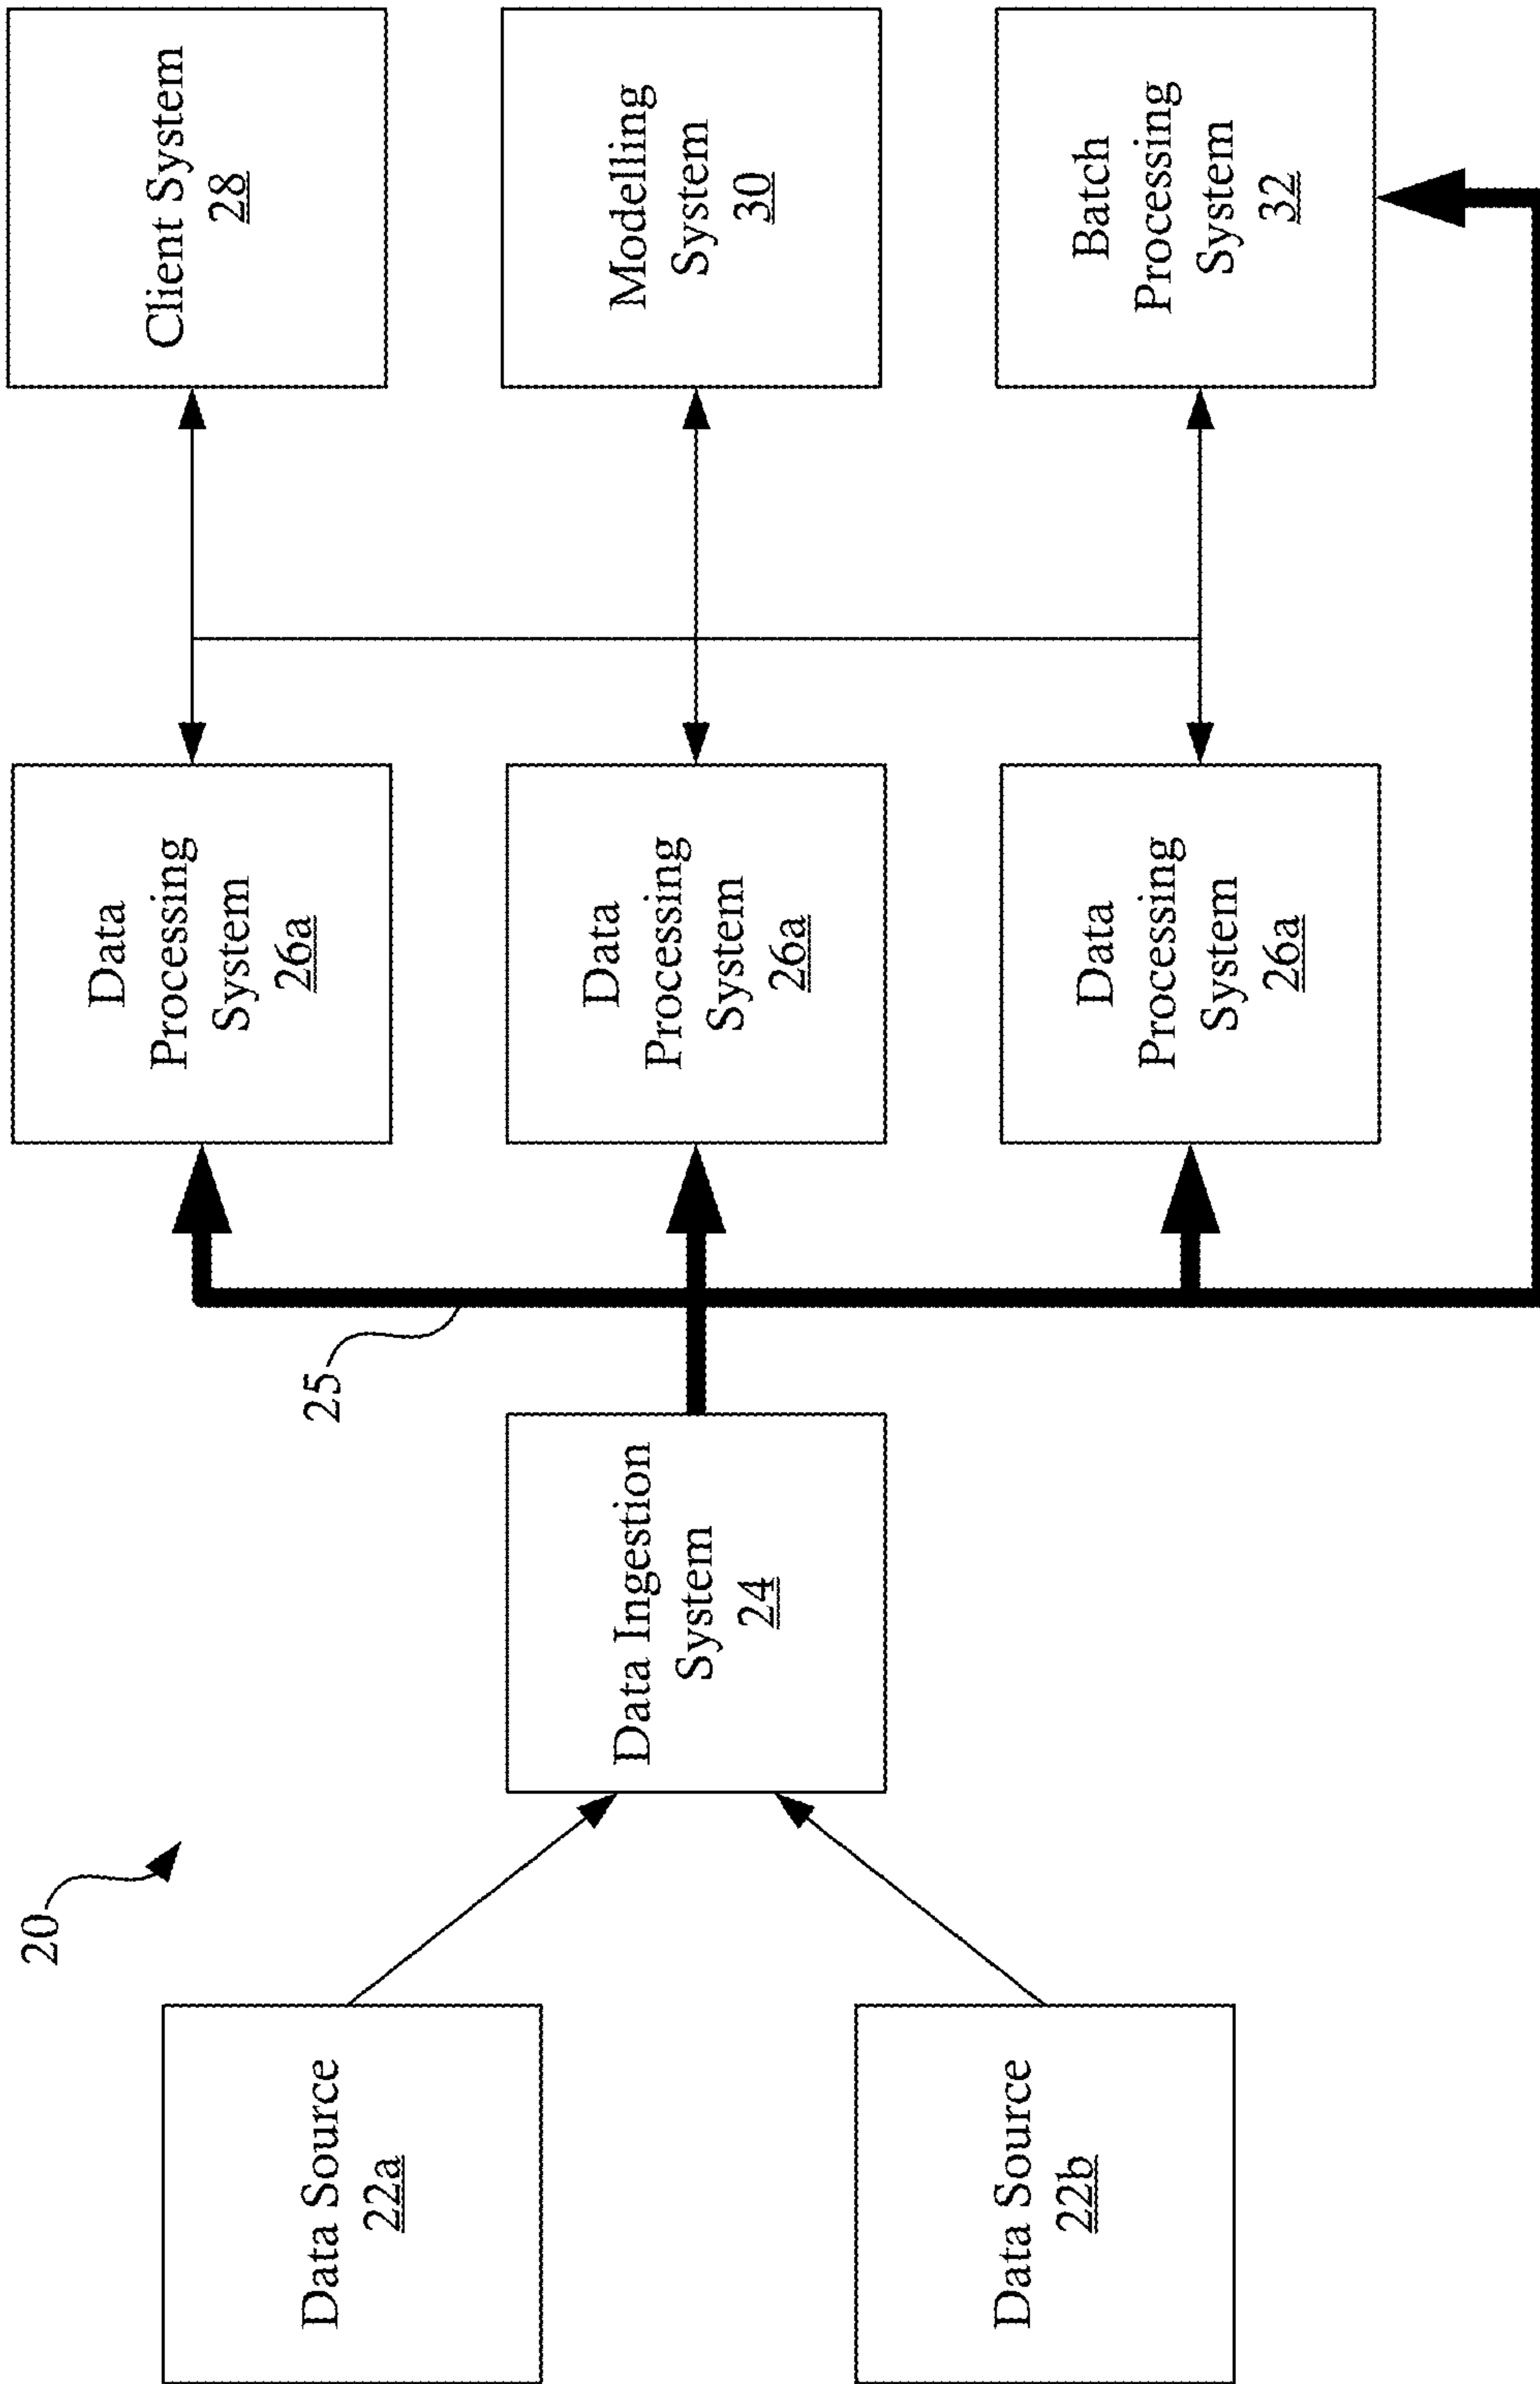 20
Data Source
22a
Data Source
22b
Data Ingestion
System
24
25
Data
Processing
System
26a
Data
Processing
System
26a
Data
Processing
System
26a
Client System
28
Modelling
System
30
Batch
Processing
System
32